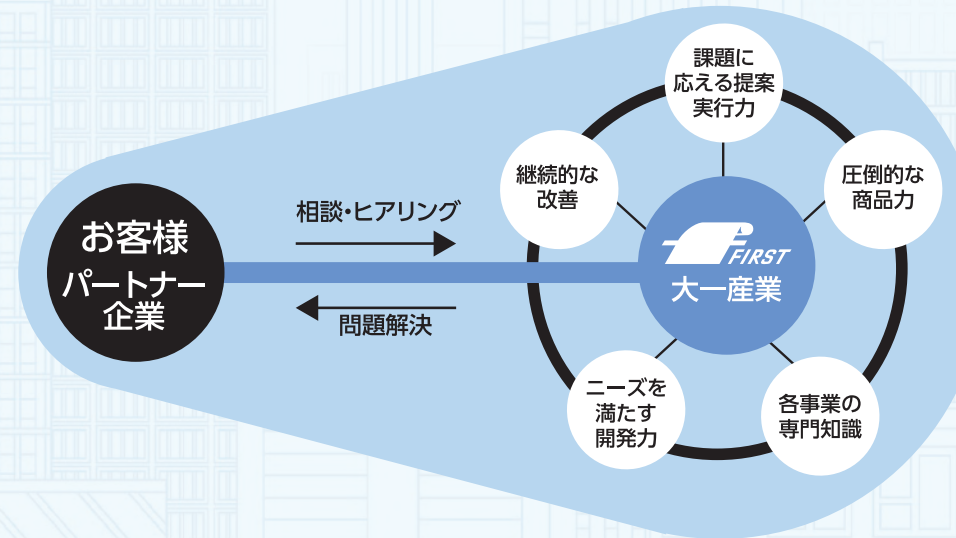 お客様
パートナー
企業
相談・ヒアリング
問題解決
FIRST
大一産業
課題に
応える提案
実行力
圧倒的な
商品力
各事業の
専門知識
ニーズを
満たす
開発力
継続的な
改善